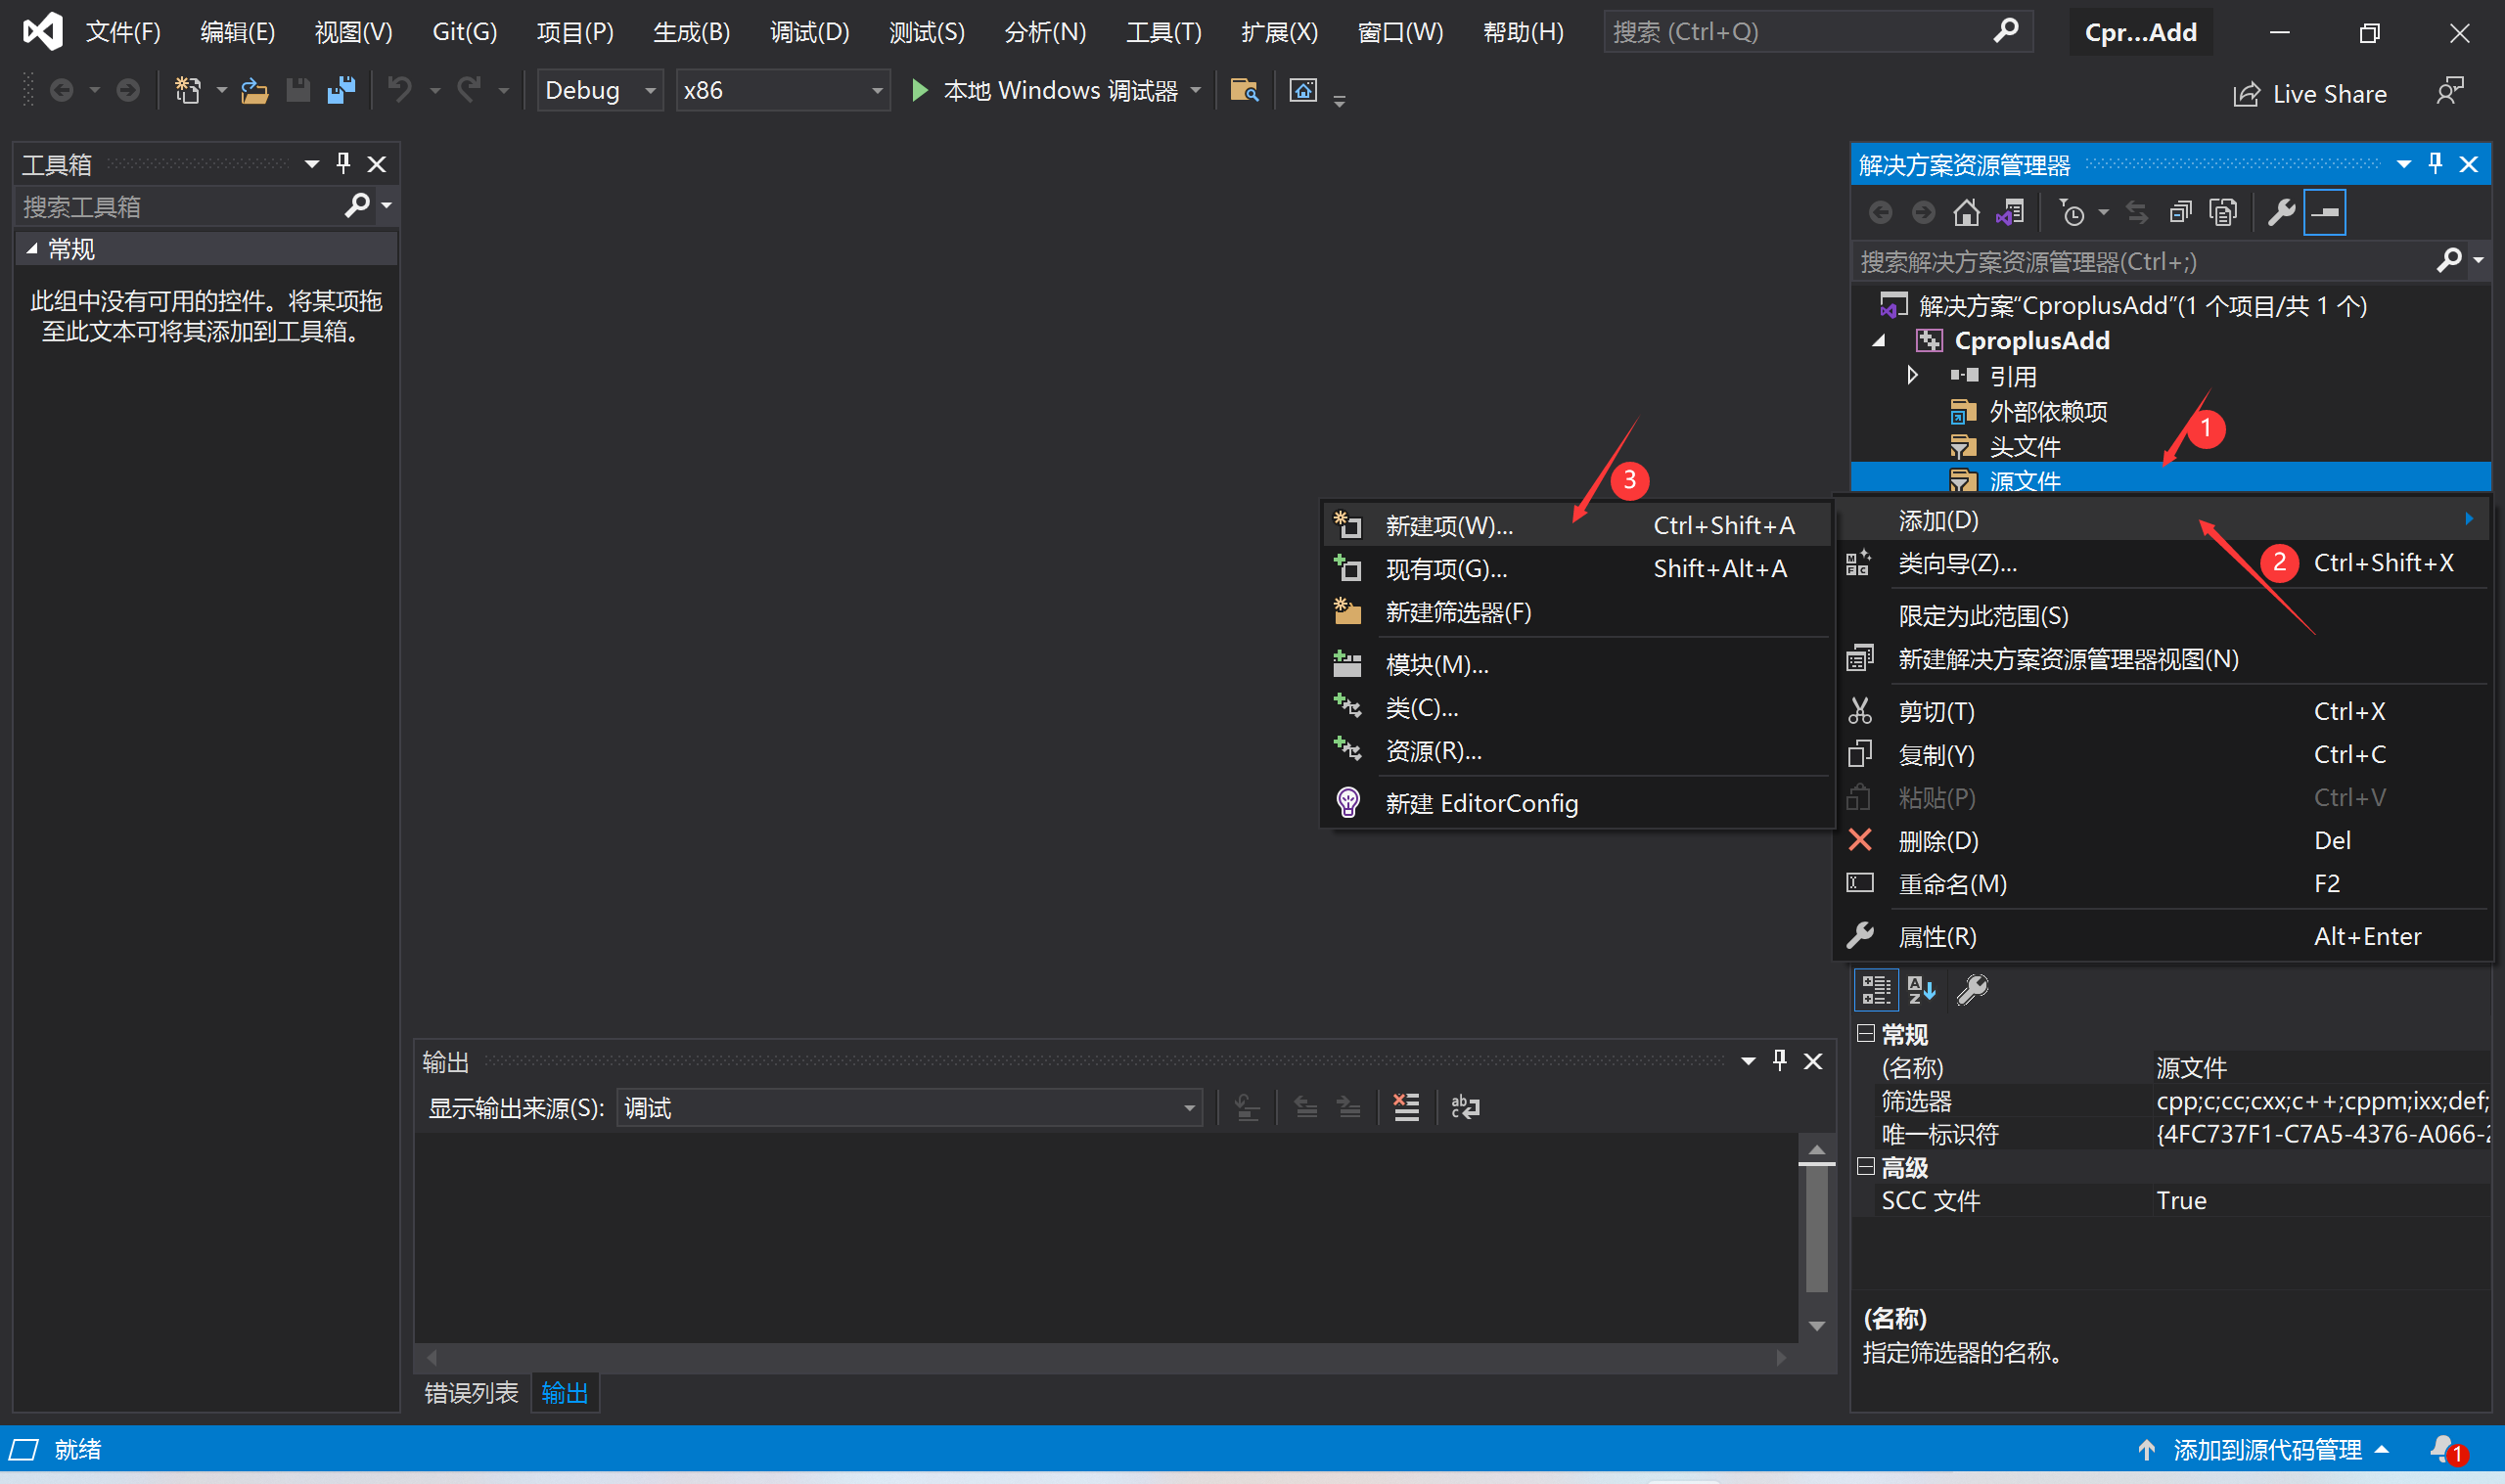 文件(F) 编辑(E) 视图(V) Git(G) 项目(P) 生成(B) 调试(D) 测试(S) 分析(N) 工具(T) 扩展(X) 窗口(W) 帮助(H) 搜索 (Ctrl+Q) Cpr...Add
Debug x86 本地 Windows 调试器 Live Share
工具箱
搜索工具箱
常规
此组中没有可用的控件。将某项拖
至此文本可将其添加到工具箱。
解决方案资源管理器
搜索解决方案资源管理器(Ctrl+;)
解决方案“CproplusAdd”(1 个项目/共 1 个)
CproplusAdd
引用
外部依赖项
头文件
源文件
1
2
3
新建项(W)... Ctrl+Shift+A
现有项(G)... Shift+Alt+A
新建筛选器(F)
模块(M)...
类(C)...
资源(R)...
新建 EditorConfig
添加(D)
类向导(Z)... Ctrl+Shift+X
限定为此范围(S)
新建解决方案资源管理器视图(N)
剪切(T) Ctrl+X
复制(Y) Ctrl+C
粘贴(P) Ctrl+V
删除(D) Del
重命名(M) F2
属性(R) Alt+Enter
常规
(名称) 源文件
筛选器 cpp;c;cc;cxx;c++;cppm;ixx;def;
唯一标识符 {4FC737F1-C7A5-4376-A066-2
高级
SCC 文件 True
(名称)
指定筛选器的名称。
输出
显示输出来源(S): 调试
错误列表 输出
就绪 添加到源代码管理 1